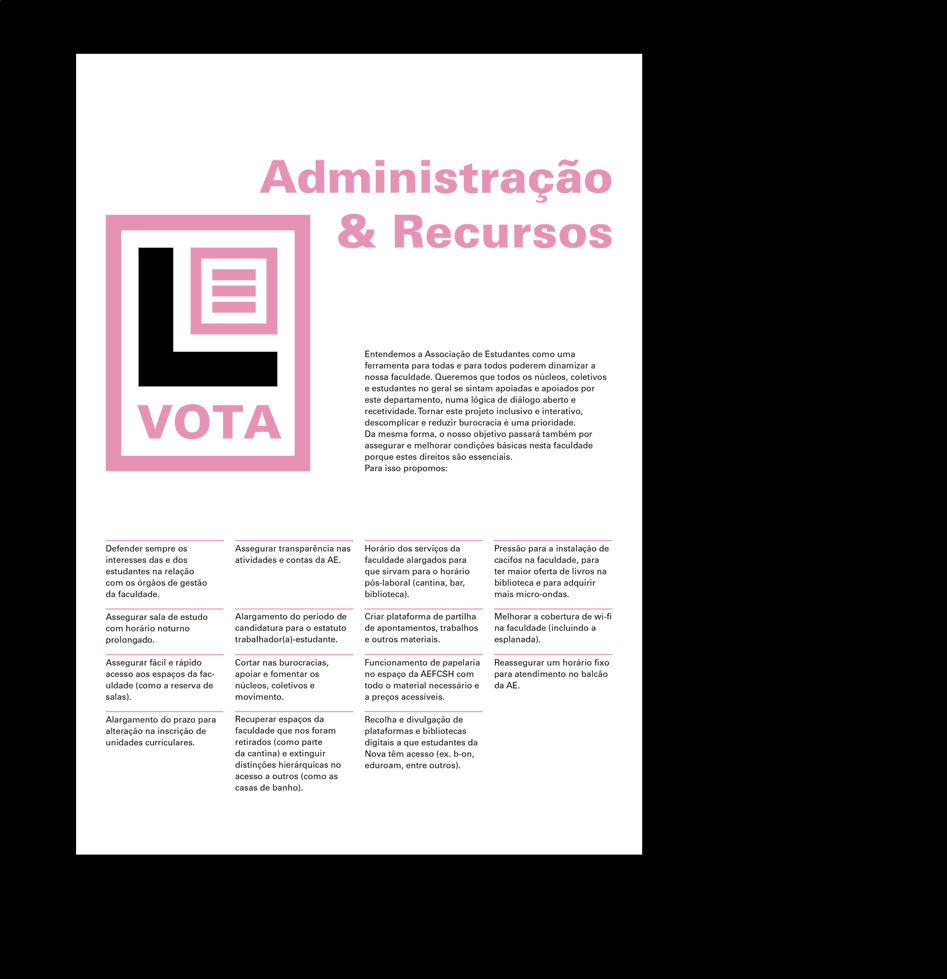 Administração
& Recursos
L
VOTA
Entendemos a Associação de Estudantes como uma
ferramenta para todas e para todos poderem dinamizar a
nossa faculdade. Queremos que todos os núcleos, coletivos
e estudantes no geral se sintam apoiadas e apoiados por
este departamento, numa lógica de diálogo aberto e
recetividade. Tornar este projeto inclusivo e interativo,
descomplicar e reduzir burocracia é uma prioridade.
Da mesma forma, o nosso objetivo passará também por
assegurar e melhorar condições básicas nesta faculdade
porque estes direitos são essenciais.
Para isso propomos:
Defender sempre os
interesses das e dos
estudantes na relação
com os órgãos de gestão
da faculdade.
Assegurar transparência nas
atividades e contas da AE.
Horário dos serviços da
faculdade alargados para
que sirvam para o horário
pós-laboral (cantina, bar,
biblioteca).
Pressão para a instalação de
cacifos na faculdade, para
ter maior oferta de livros na
biblioteca e para adquirir
mais micro-ondas.
Assegurar sala de estudo
com horário noturno
prolongado.
Alargamento do período de
candidatura para o estatuto
trabalhador(a)-estudante.
Criar plataforma de partilha
de apontamentos, trabalhos
e outros materiais.
Melhorar a cobertura de wi-fi
na faculdade (incluindo a
esplanada).
Assegurar fácil e rápido
acesso aos espaços da fac-
uldade (como a reserva de
salas).
Cortar nas burocracias,
apoiar e fomentar os
núcleos, coletivos e
movimento.
Funcionamento de papelaria
no espaço da AEFCSH com
todo o material necessário e
a preços acessíveis.
Reassegurar um horário fixo
para atendimento no balcão
da AE.
Alargamento do prazo para
alteração na inscrição de
unidades curriculares.
Recuperar espaços da
faculdade que nos foram
retirados (como parte
da cantina) e extinguir
distinções hierárquicas no
acesso a outros (como as
casas de banho).
Recolha e divulgação de
plataformas e bibliotecas
digitais a que estudantes da
Nova têm acesso (ex. b-on,
eduroam, entre outros).